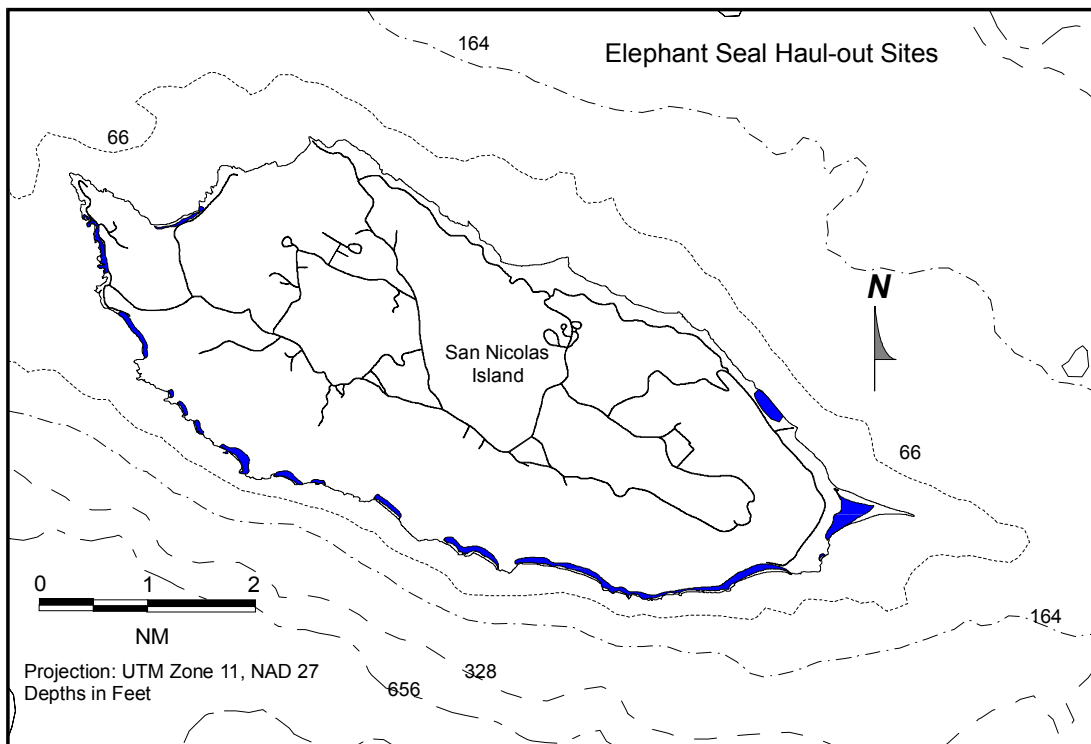 164
Elephant Seal Haul-out Sites
66
N
San Nicolas
Island
66
0 1 2
NM
164
Projection: UTM Zone 11, NAD 27
328
Depths in Feet
656